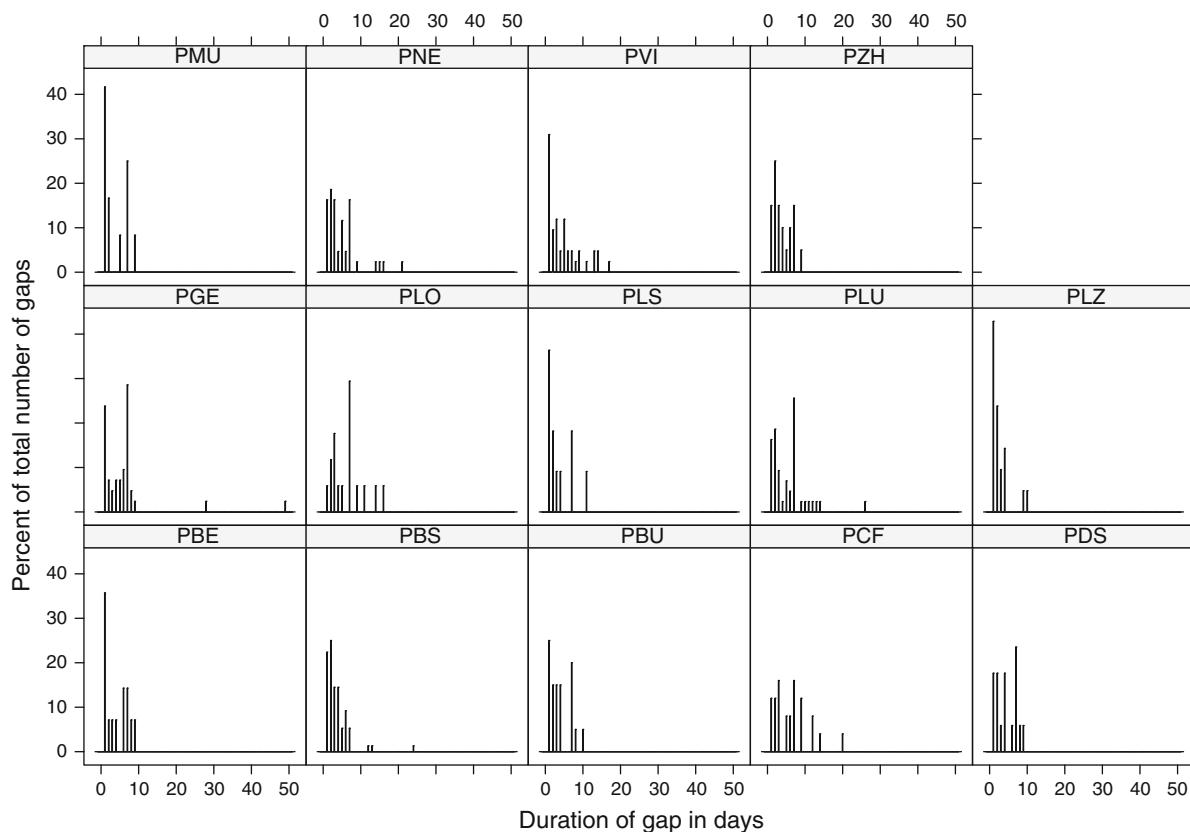 0 10 20 30 40 50 0 10 20 30 40 50
PMU PNE PVI PZH
40
30
20
10
0
PGE PLO PLS PLU PLZ
PBE PBS PBU PCF PDS
40
30
20
10
0
0 10 20 30 40 50 0 10 20 30 40 50 0 10 20 30 40 50
Percent of total number of gaps
Duration of gap in days